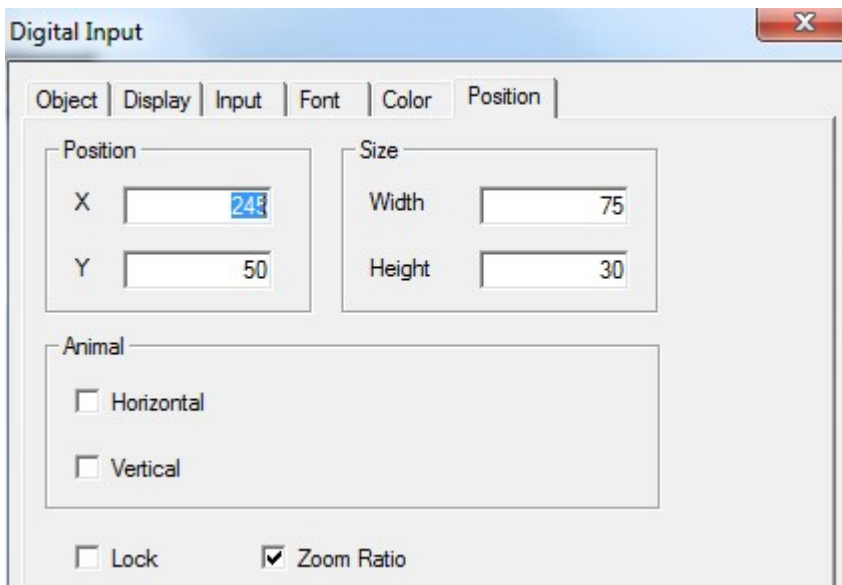 Digital Input
Object Display Input Font Color Position
Position Size
X 245 Width 75
Y 50 Height 30
Animal
Horizontal
Vertical
Lock Zoom Ratio